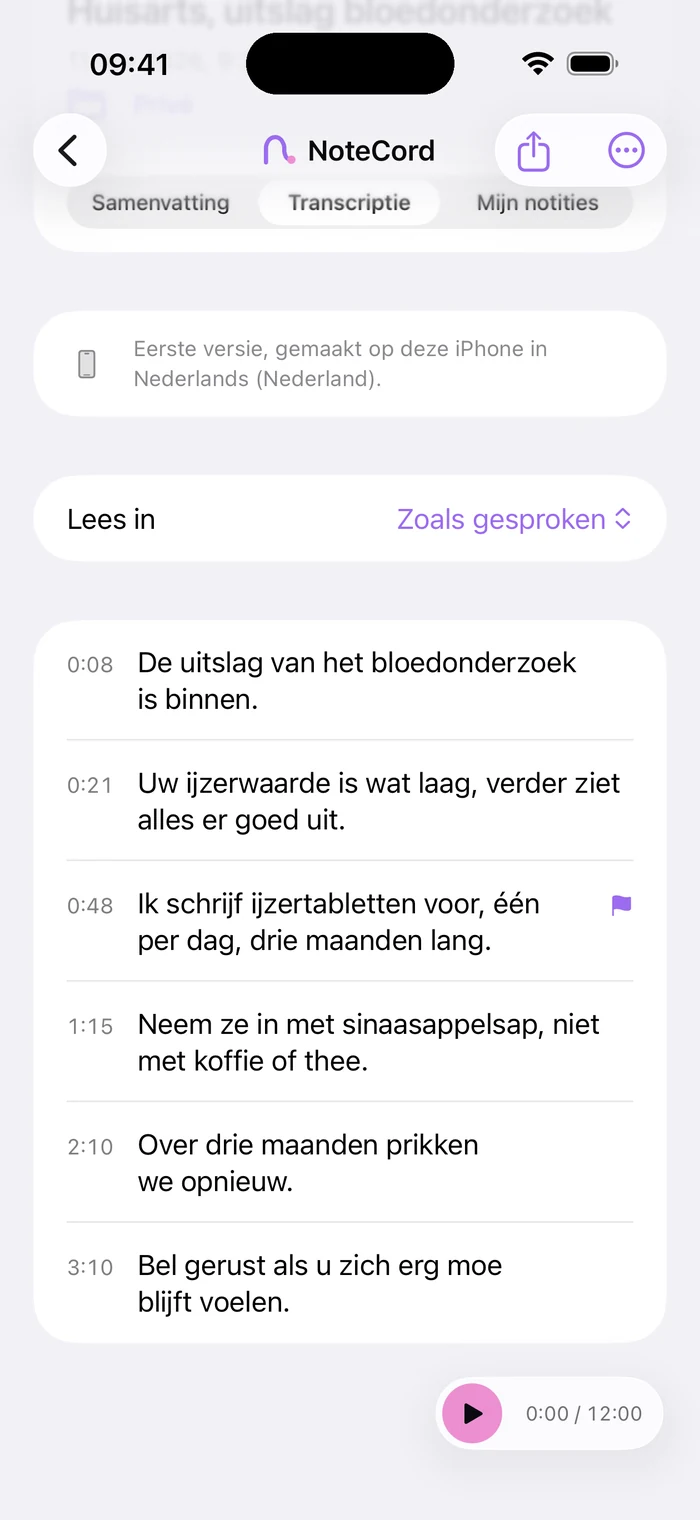 Huisarts, uitslag bloedonderzoek
09:41
Privé
NoteCord
Samenvatting
Transcriptie
Mijn notities
Eerste versie, gemaakt op deze iPhone in
Nederlands (Nederland).
Lees in
Zoals gesproken
0:08 De uitslag van het bloedonderzoek
is binnen.
0:21 Uw ijzerwaarde is wat laag, verder ziet
alles er goed uit.
0:48 Ik schrijf ijzertabletten voor, één
per dag, drie maanden lang.
1:15 Neem ze in met sinaasappelsap, niet
met koffie of thee.
2:10 Over drie maanden prikken
we opnieuw.
3:10 Bel gerust als u zich erg moe
blijft voelen.
0:00 / 12:00